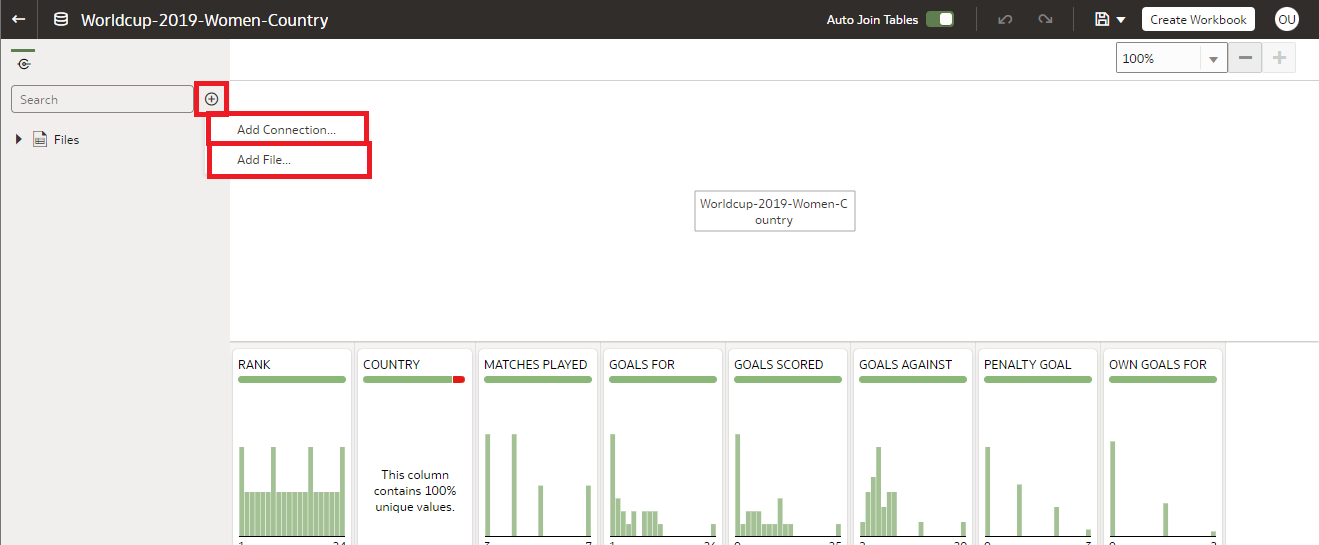 Worldcup-2019-Women-Country
Auto Join Tables
Create Workbook
OU
100%
Search
Add Connection...
Files
Add File...
Worldcup-2019-Women-C
ountry
RANK
COUNTRY
MATCHES PLAYED
GOALS FOR
GOALS SCORED
GOALS AGAINST
PENALTY GOAL
OWN GOALS FOR
This column
contains 100%
unique values.